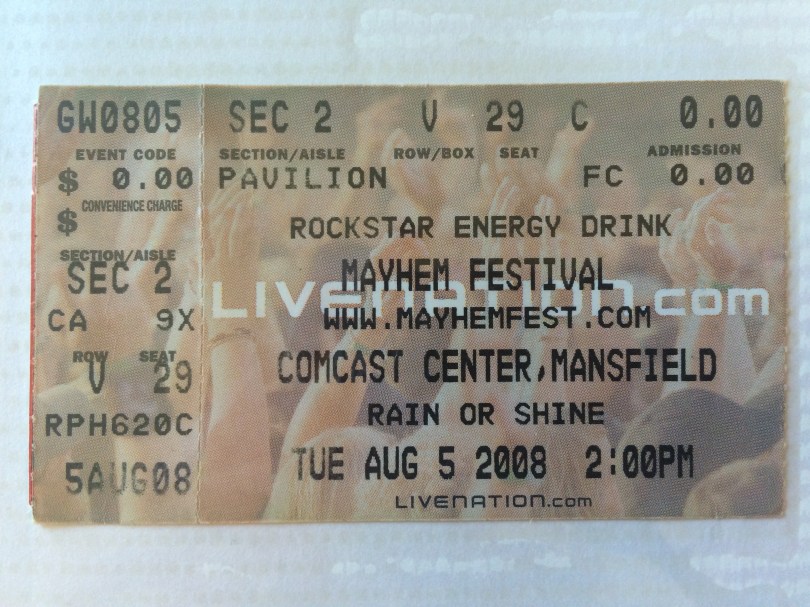 GW0805 SEC 2 V 29 C 0.00
EVENT CODE SECTION/AISLE ROW/BOX SEAT ADMISSION
$ 0.00 PAVILION FC 0.00
$ CONVENIENCE CHARGE
ROCKSTAR ENERGY DRINK
SECTION/AISLE
SEC 2 MAYHEM FESTIVAL
LIVENATION.com
CA 9X WWW.MAYHEMFEST.COM
ROW SEAT
V 29 COMCAST CENTER,MANSFIELD
RPH620C RAIN OR SHINE
5AUG08 TUE AUG 5 2008 2:00PM
LIVENATION.com